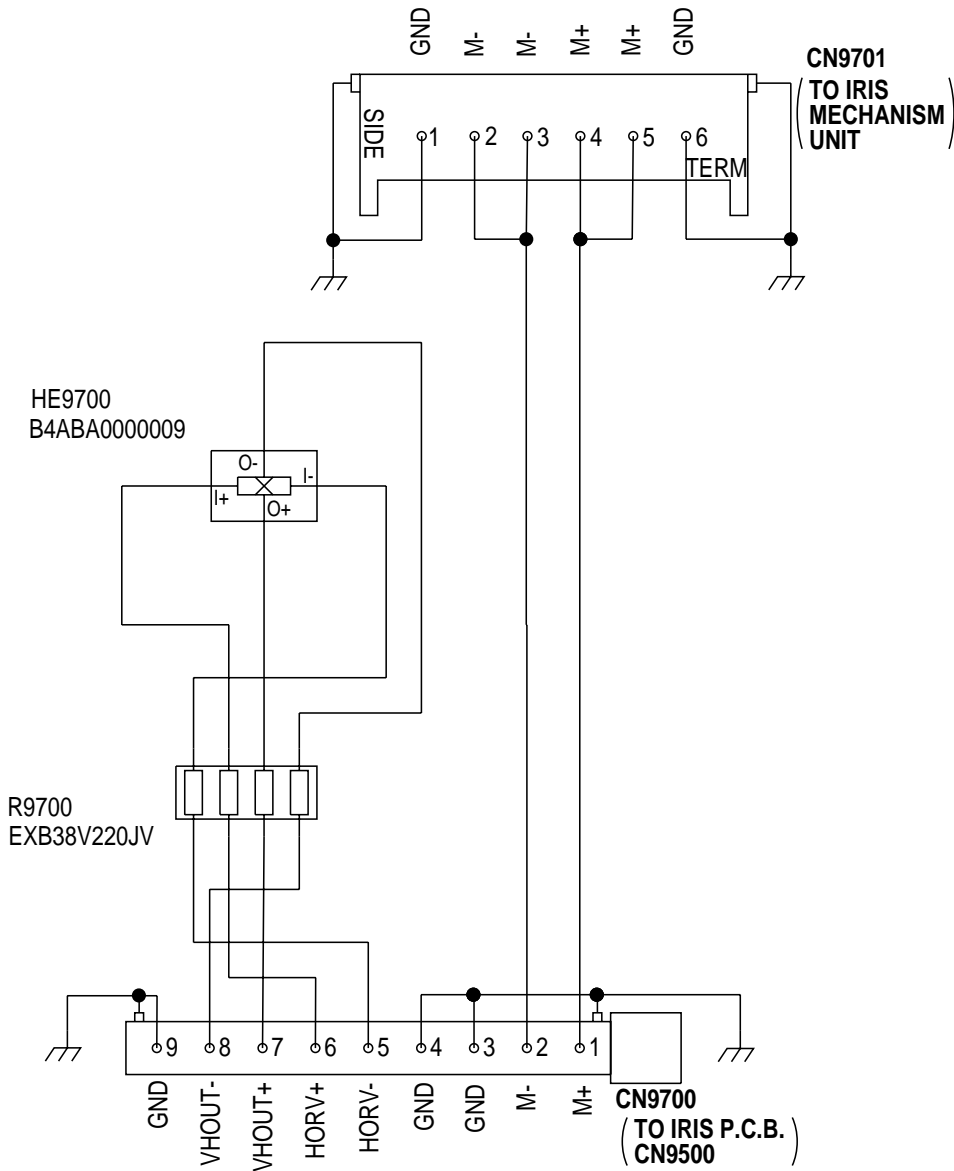 GND M- M- M+ M+ GND
CN9701
TO IRIS
MECHANISM
UNIT
SIDE
1 2 3 4 5 6
TERM
HE9700
B4ABA0000009
O-
I-
I+
O+
R9700
EXB38V220JV
9 8 7 6 5 4 3 2 1
GND VHOUT- VHOUT+ HORV+ HORV- GND GND M- M+
CN9700
TO IRIS P.C.B.
CN9500